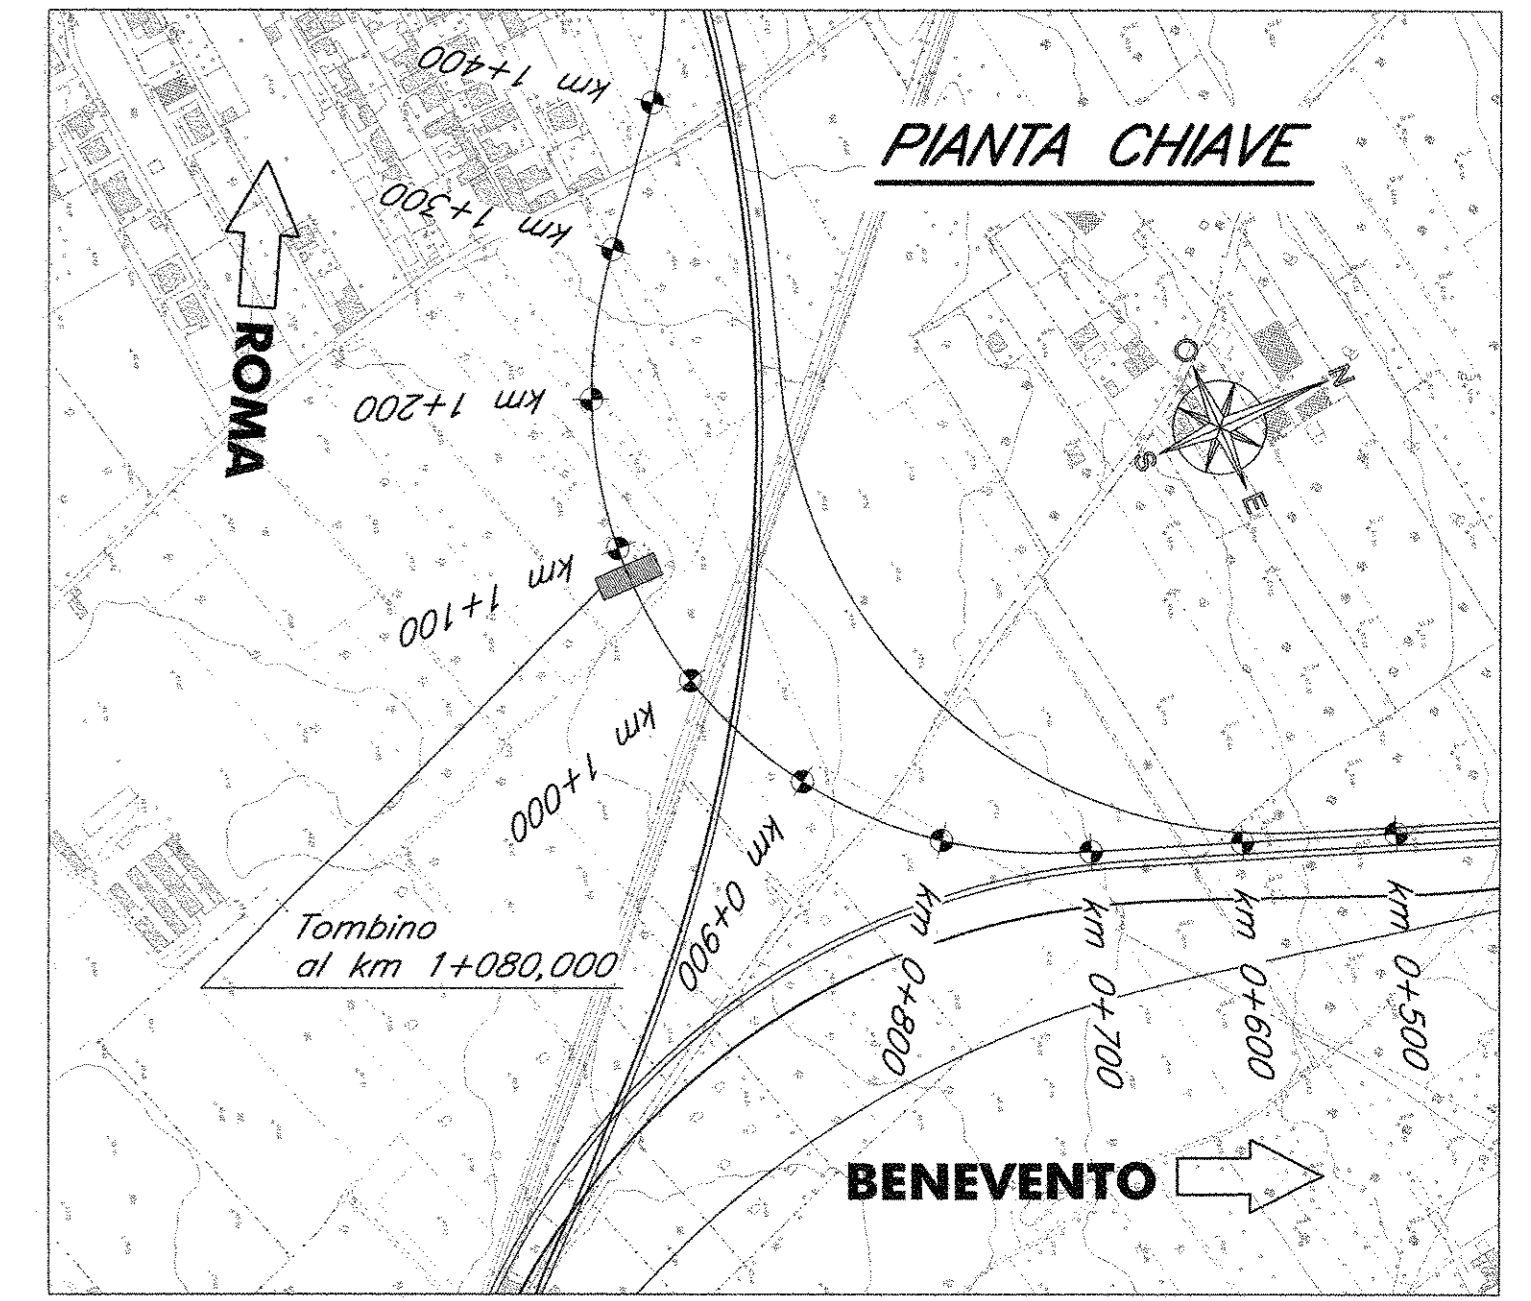 km 1+400
PIANTA CHIAVE
km 1+300
ROMA
O
N
S
E
km 1+200
km 1+100
km 1+000
km 0+900
km 0+800
km 0+700
km 0+600
km 0+500
Tombino
al km 1+080,000
BENEVENTO